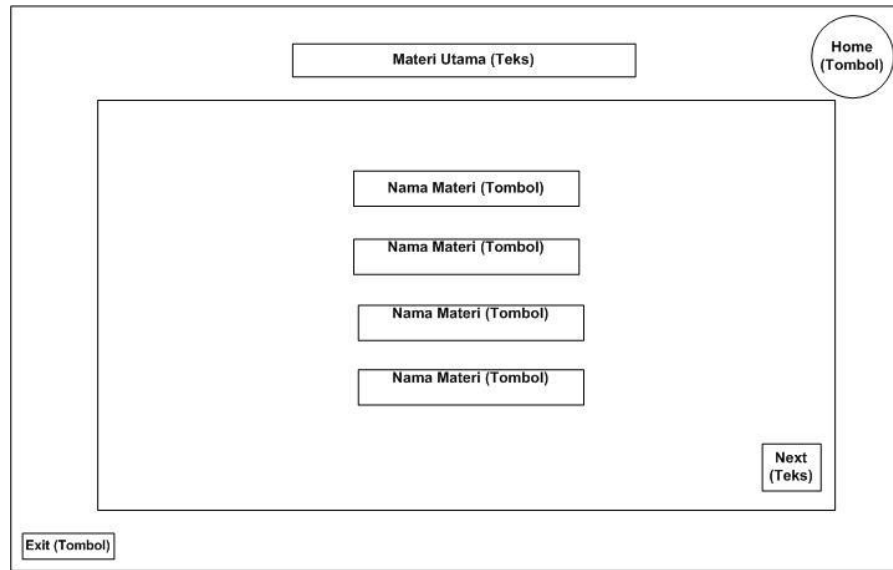 Materi Utama (Teks)
Home
(Tombol)
Nama Materi (Tombol)
Nama Materi (Tombol)
Nama Materi (Tombol)
Nama Materi (Tombol)
Next
(Teks)
Exit (Tombol)